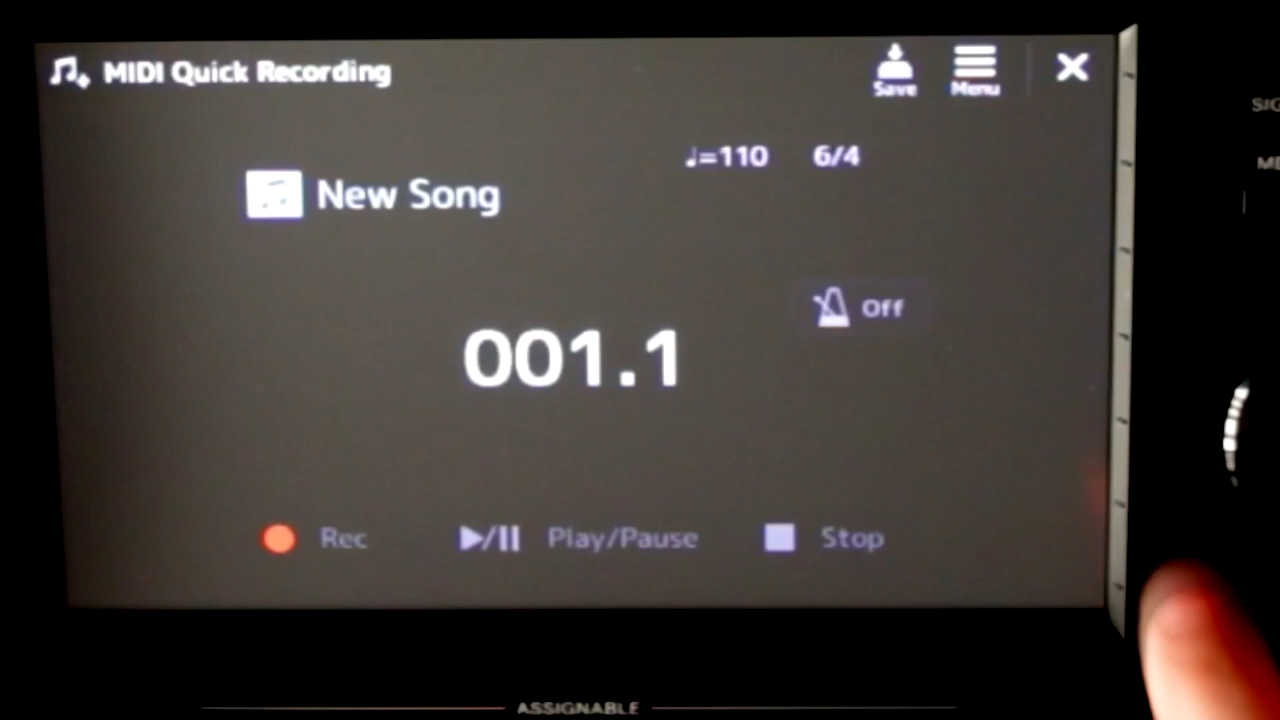 MIDI Quick Recording
Save
Menu
♩=110 6/4
New Song
Off
001.1
Rec
Play/Pause
Stop
ASSIGNABLE